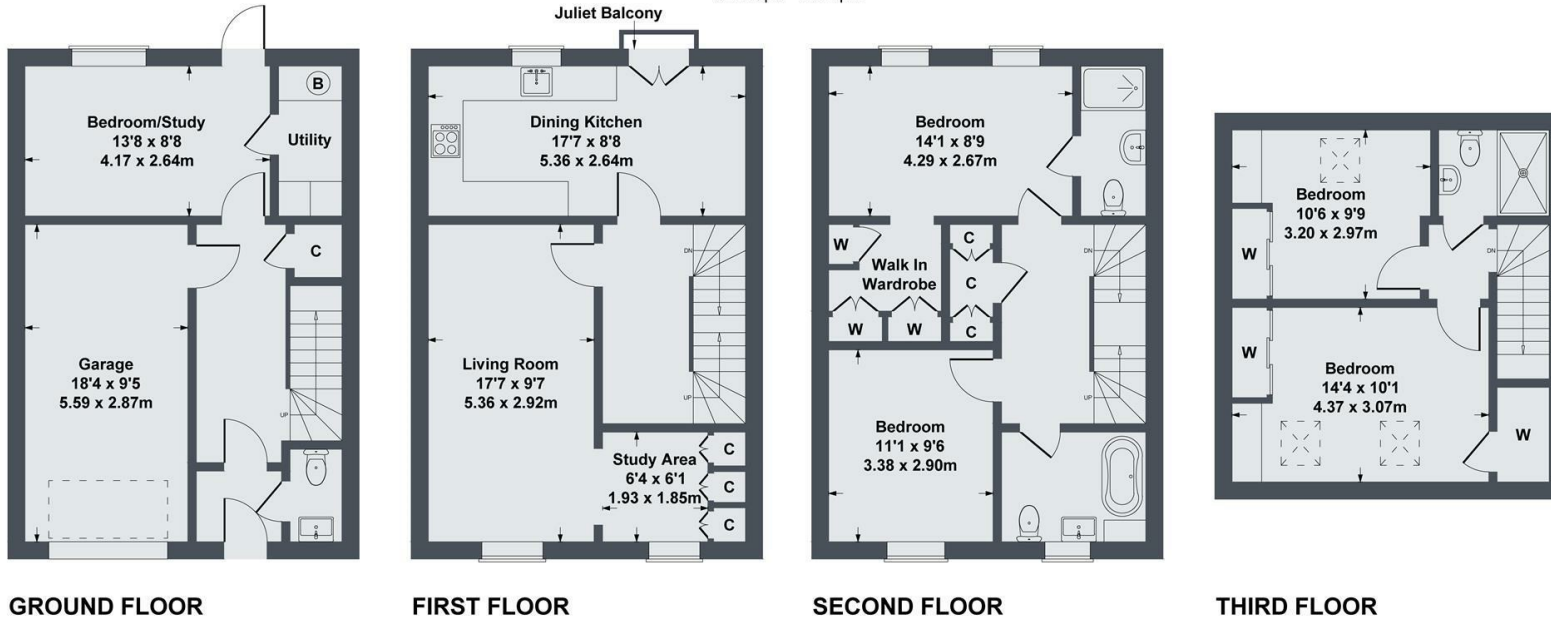 Juliet Balcony
Bedroom/Study
13'8 x 8'8
4.17 x 2.64m
B
Utility
C
Garage
18'4 x 9'5
5.59 x 2.87m
UP
GROUND FLOOR
Dining Kitchen
17'7 x 8'8
5.36 x 2.64m
DN
Living Room
17'7 x 9'7
5.36 x 2.92m
UP
Study Area
6'4 x 6'1
1.93 x 1.85m
C
C
C
FIRST FLOOR
Bedroom
14'1 x 8'9
4.29 x 2.67m
W
Walk In
Wardrobe
W
W
C
C
C
DN
UP
Bedroom
11'1 x 9'6
3.38 x 2.90m
SECOND FLOOR
Bedroom
10'6 x 9'9
3.20 x 2.97m
W
DN
W
Bedroom
14'4 x 10'1
4.37 x 3.07m
W
THIRD FLOOR